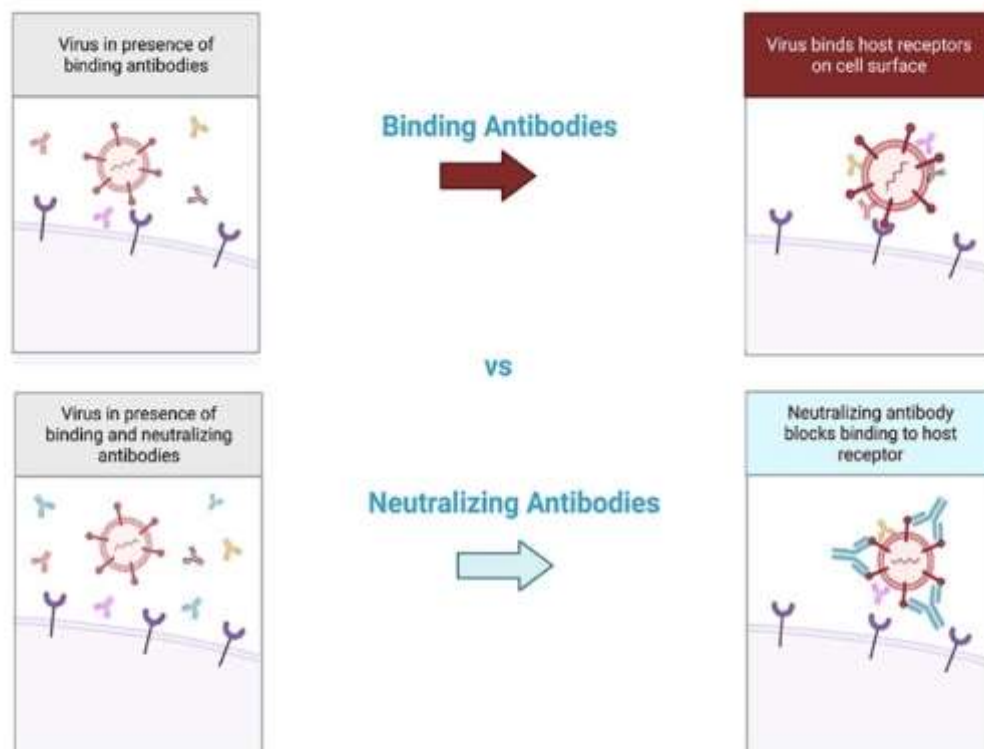 Virus in presence of
binding antibodies
Binding Antibodies
Virus binds host receptors
on cell surface
vs
Virus in presence of
binding and neutralizing
antibodies
Neutralizing Antibodies
Neutralizing antibody
blocks binding to host
receptor